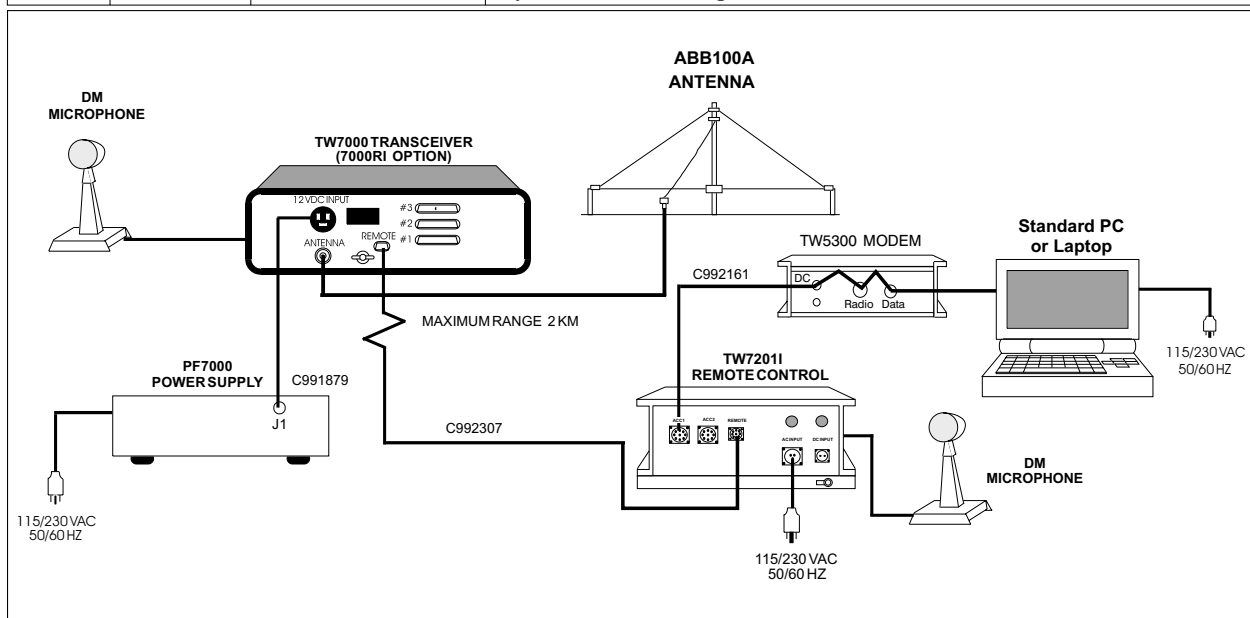 ABB100A
ANTENNA
DM
MICROPHONE
TW7000 TRANSCEIVER
(7000RI OPTION)
12 VDC INPUT
#3
#2
#1
ANTENNA
REMOTE
TW5300 MODEM
DC
Radio
Data
Standard PC
or Laptop
C992161
MAXIMUM RANGE 2 KM
115/230 VAC
50/60 HZ
PF7000
POWER SUPPLY
C991879
J1
TW7201I
REMOTE CONTROL
ACC1
ACC2
REMOTE
AC INPUT
DC INPUT
C992307
DM
MICROPHONE
115/230 VAC
50/60 HZ
115/230 VAC
50/60 HZ